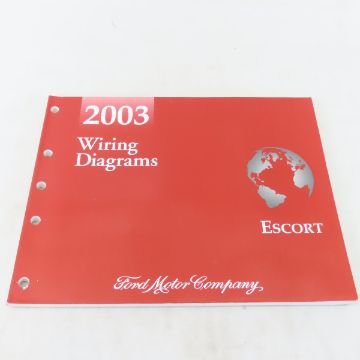 2003
Wiring
Diagrams
ESCORT
Ford Motor Company